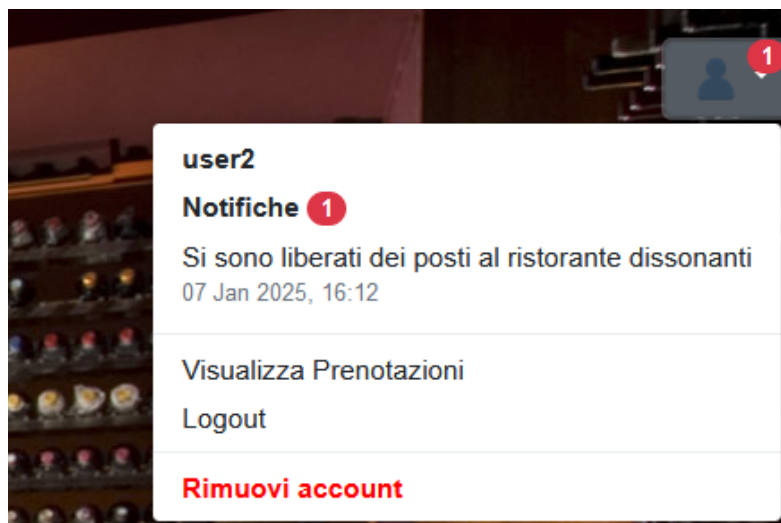 1
user2
Notifiche 1
Si sono liberati dei posti al ristorante dissonanti
07 Jan 2025, 16:12
Visualizza Prenotazioni
Logout
Rimuovi account